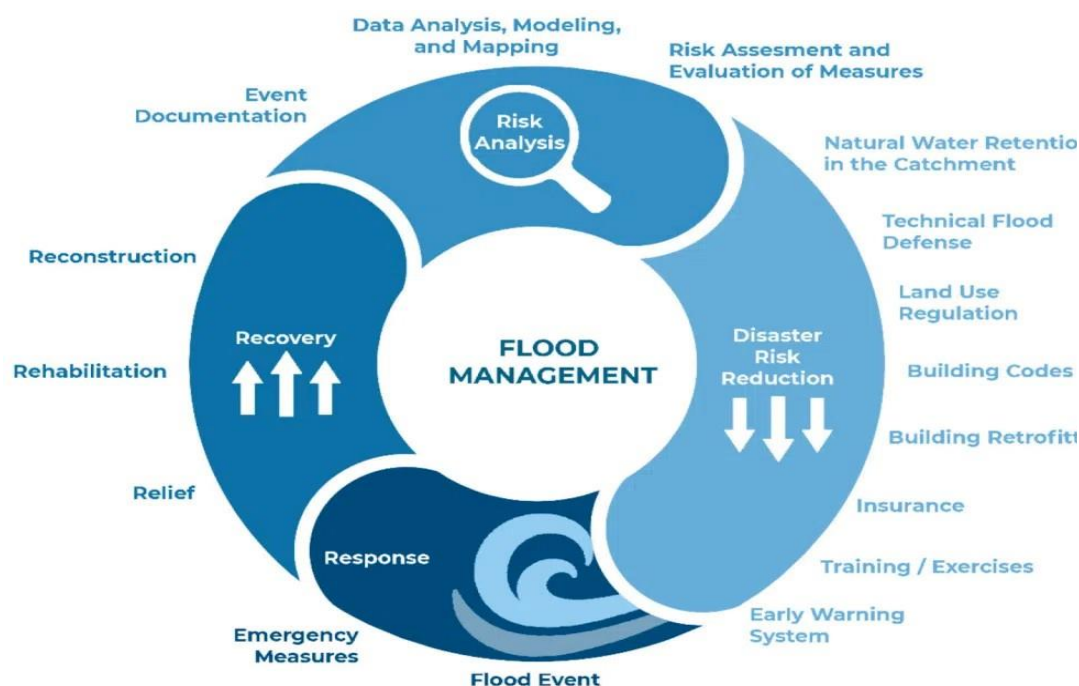 Data Analysis, Modeling,
and Mapping
Risk Assesment and
Evaluation of Measures
Event
Documentation
Risk
Analysis
Natural Water Retentio
in the Catchment
Technical Flood
Defense
Reconstruction
Land Use
Regulation
Recovery
FLOOD
MANAGEMENT
Disaster
Risk
Reduction
Rehabilitation
Building Codes
Building Retrofitt
Relief
Insurance
Response
Training / Exercises
Early Warning
System
Emergency
Measures
Flood Event